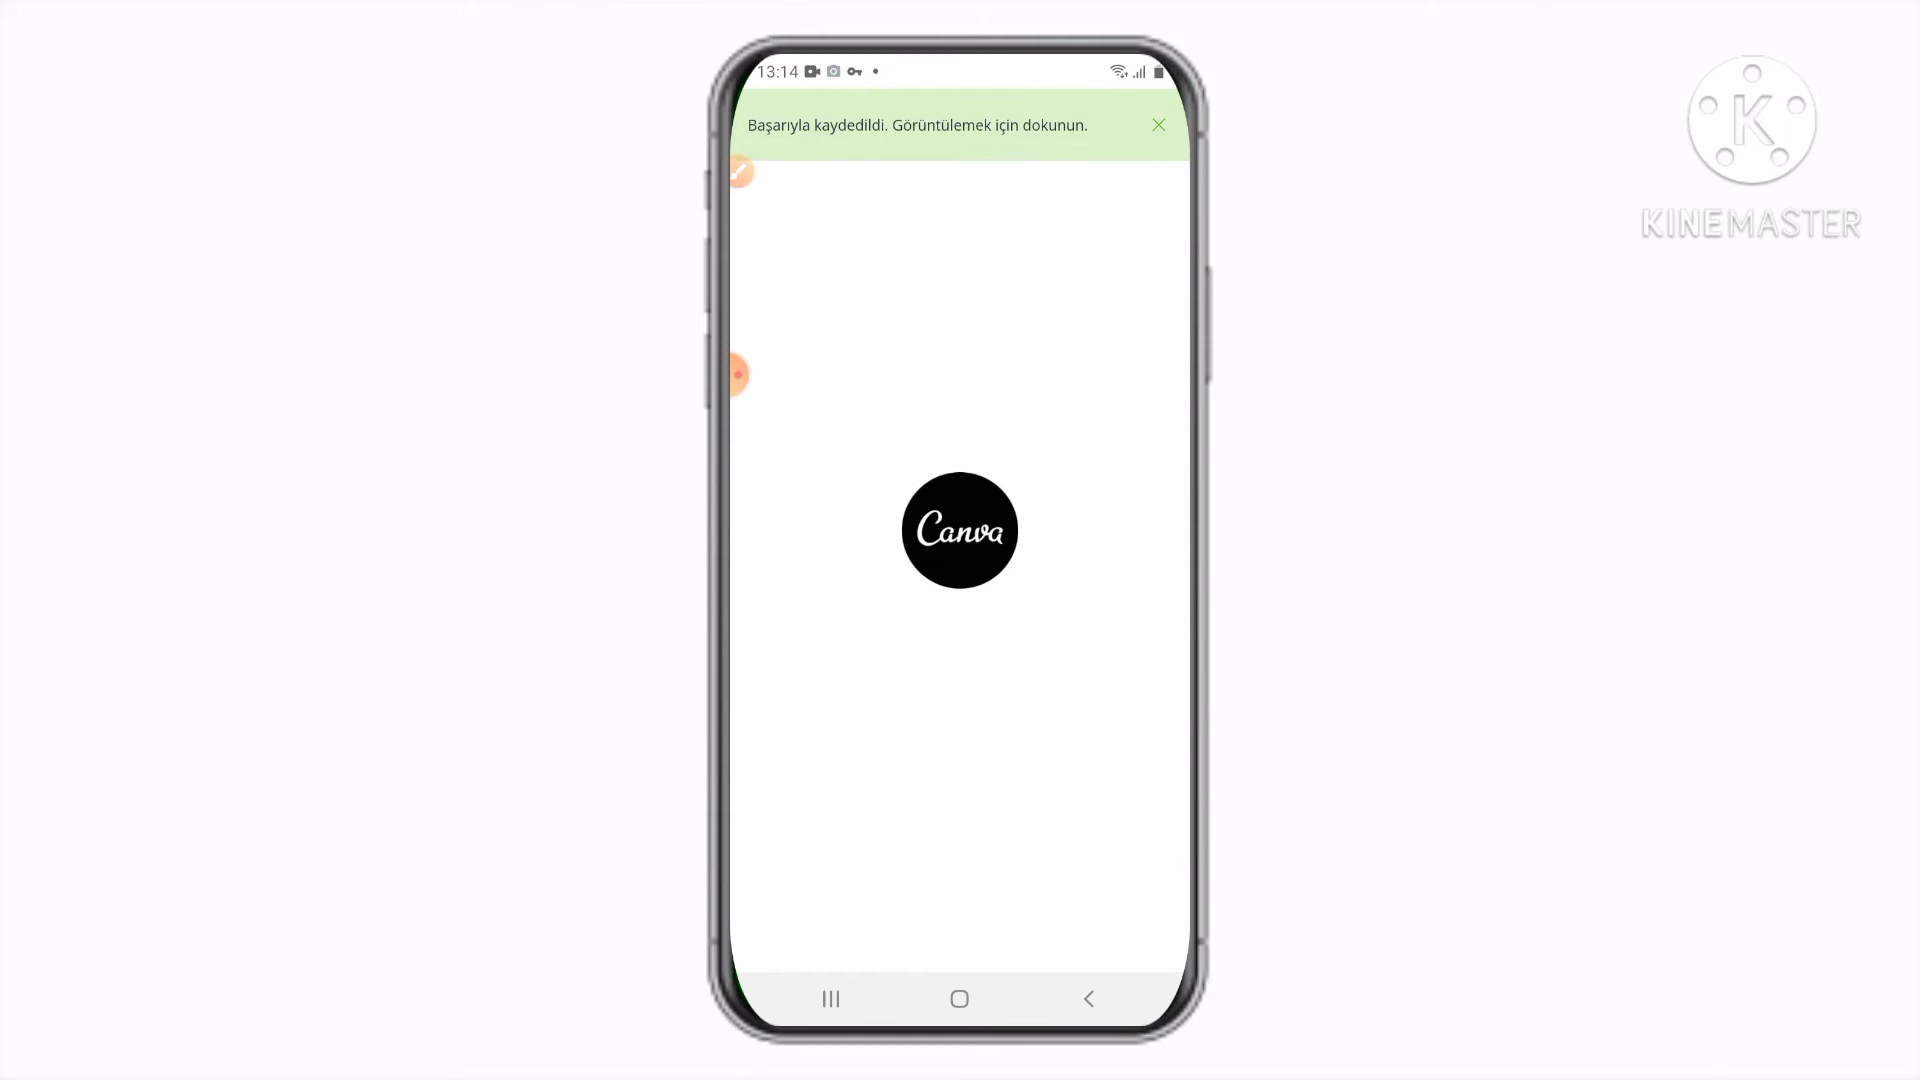 13:14
Başarıyla kaydedildi. Görüntülemek için dokunun.
Canva
K
KINEMASTER